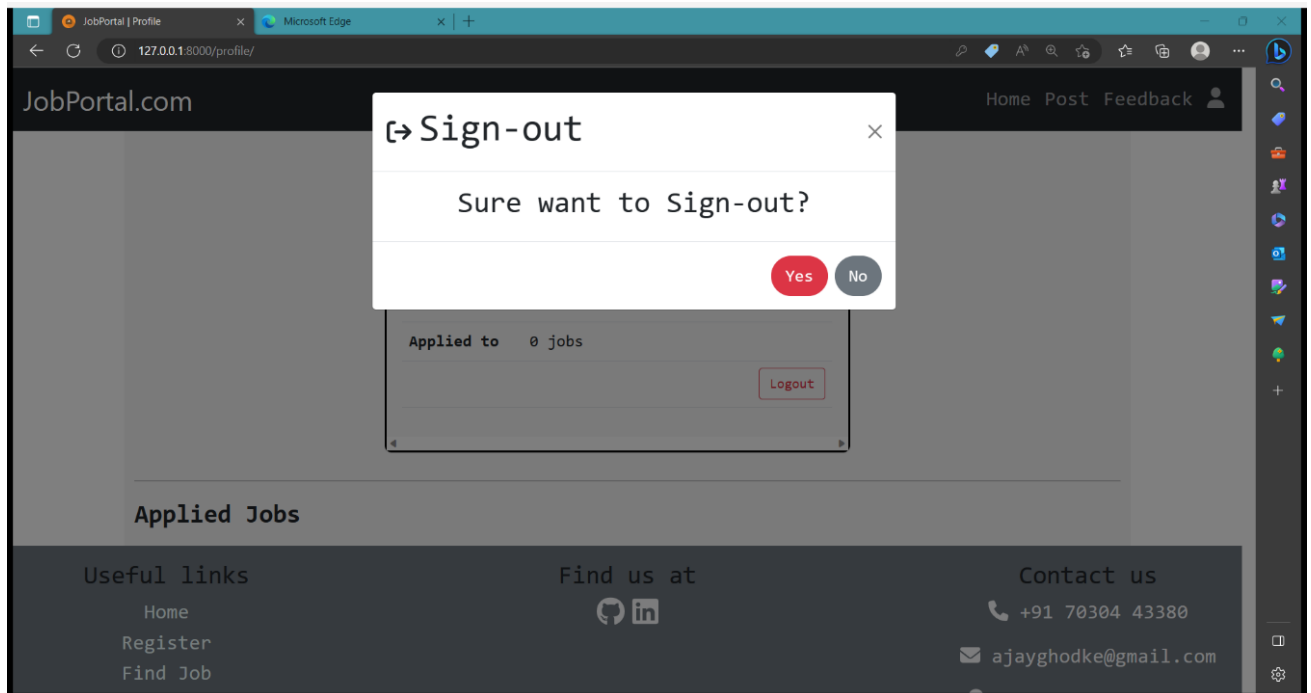 JobPortal | Profile
Microsoft Edge
127.0.0.1:8000/profile/
JobPortal.com
Home Post Feedback
Sign-out
Sure want to Sign-out?
Yes No
Applied to 0 jobs
Logout
Applied Jobs
Useful links
Home
Register
Find Job
Find us at
Contact us
+91 70304 43380
ajayghodke@gmail.com